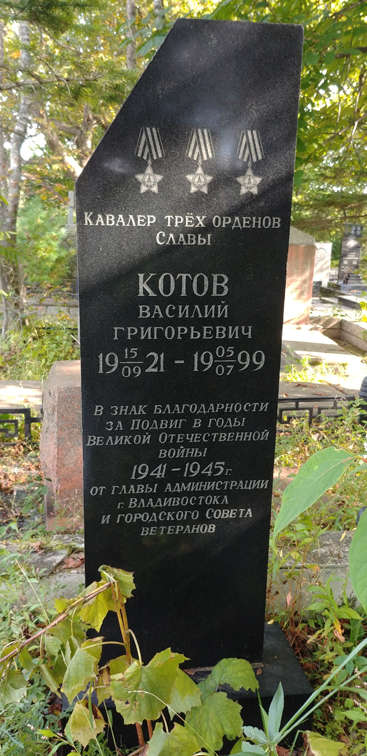 Кавалер трёх орденов
Славы
КОТОВ
ВАСИЛИЙ
ГРИГОРЬЕВИЧ
19 15/09 21 - 19 05/07 99
В знак благодарности
за Подвиг в годы
Великой Отечественной
войны
1941-1945г.
от главы администрации
г. Владивостока
и городского Совета
ветеранов